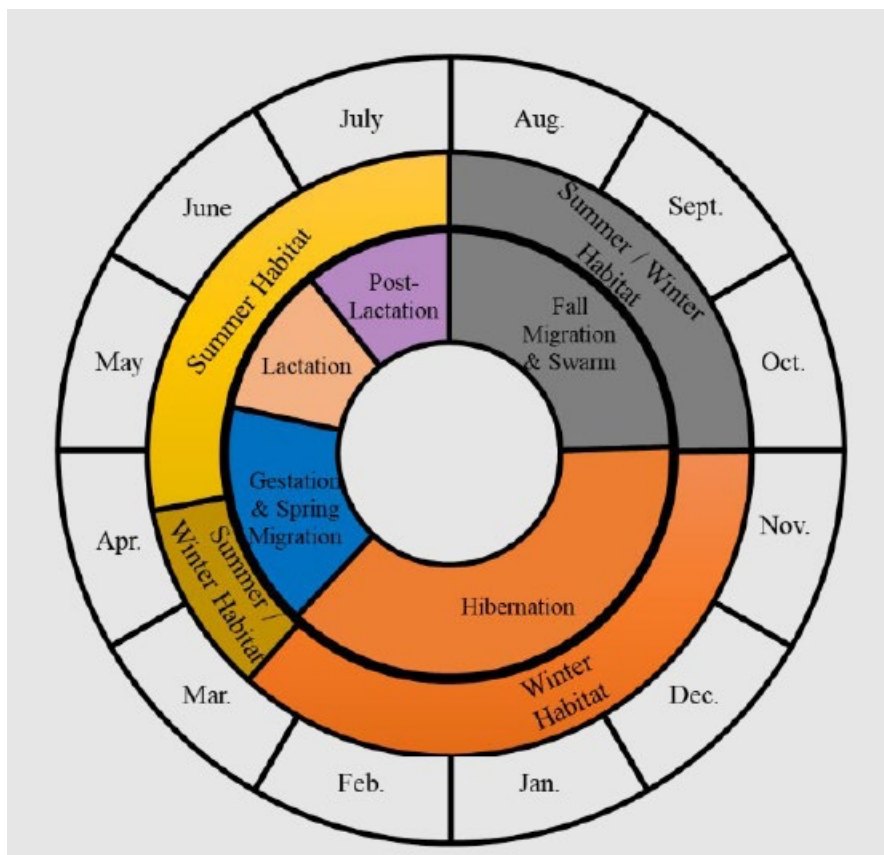 July
Aug.
June
Sept.
May
Oct.
Apr.
Nov.
Mar.
Dec.
Feb.
Jan.
Summer Habitat
Summer / Winter
Habitat
Summer /
Winter Habitat
Winter
Habitat
Post-
Lactation
Fall
Migration
& Swarm
Lactation
Gestation
& Spring
Migration
Hibernation